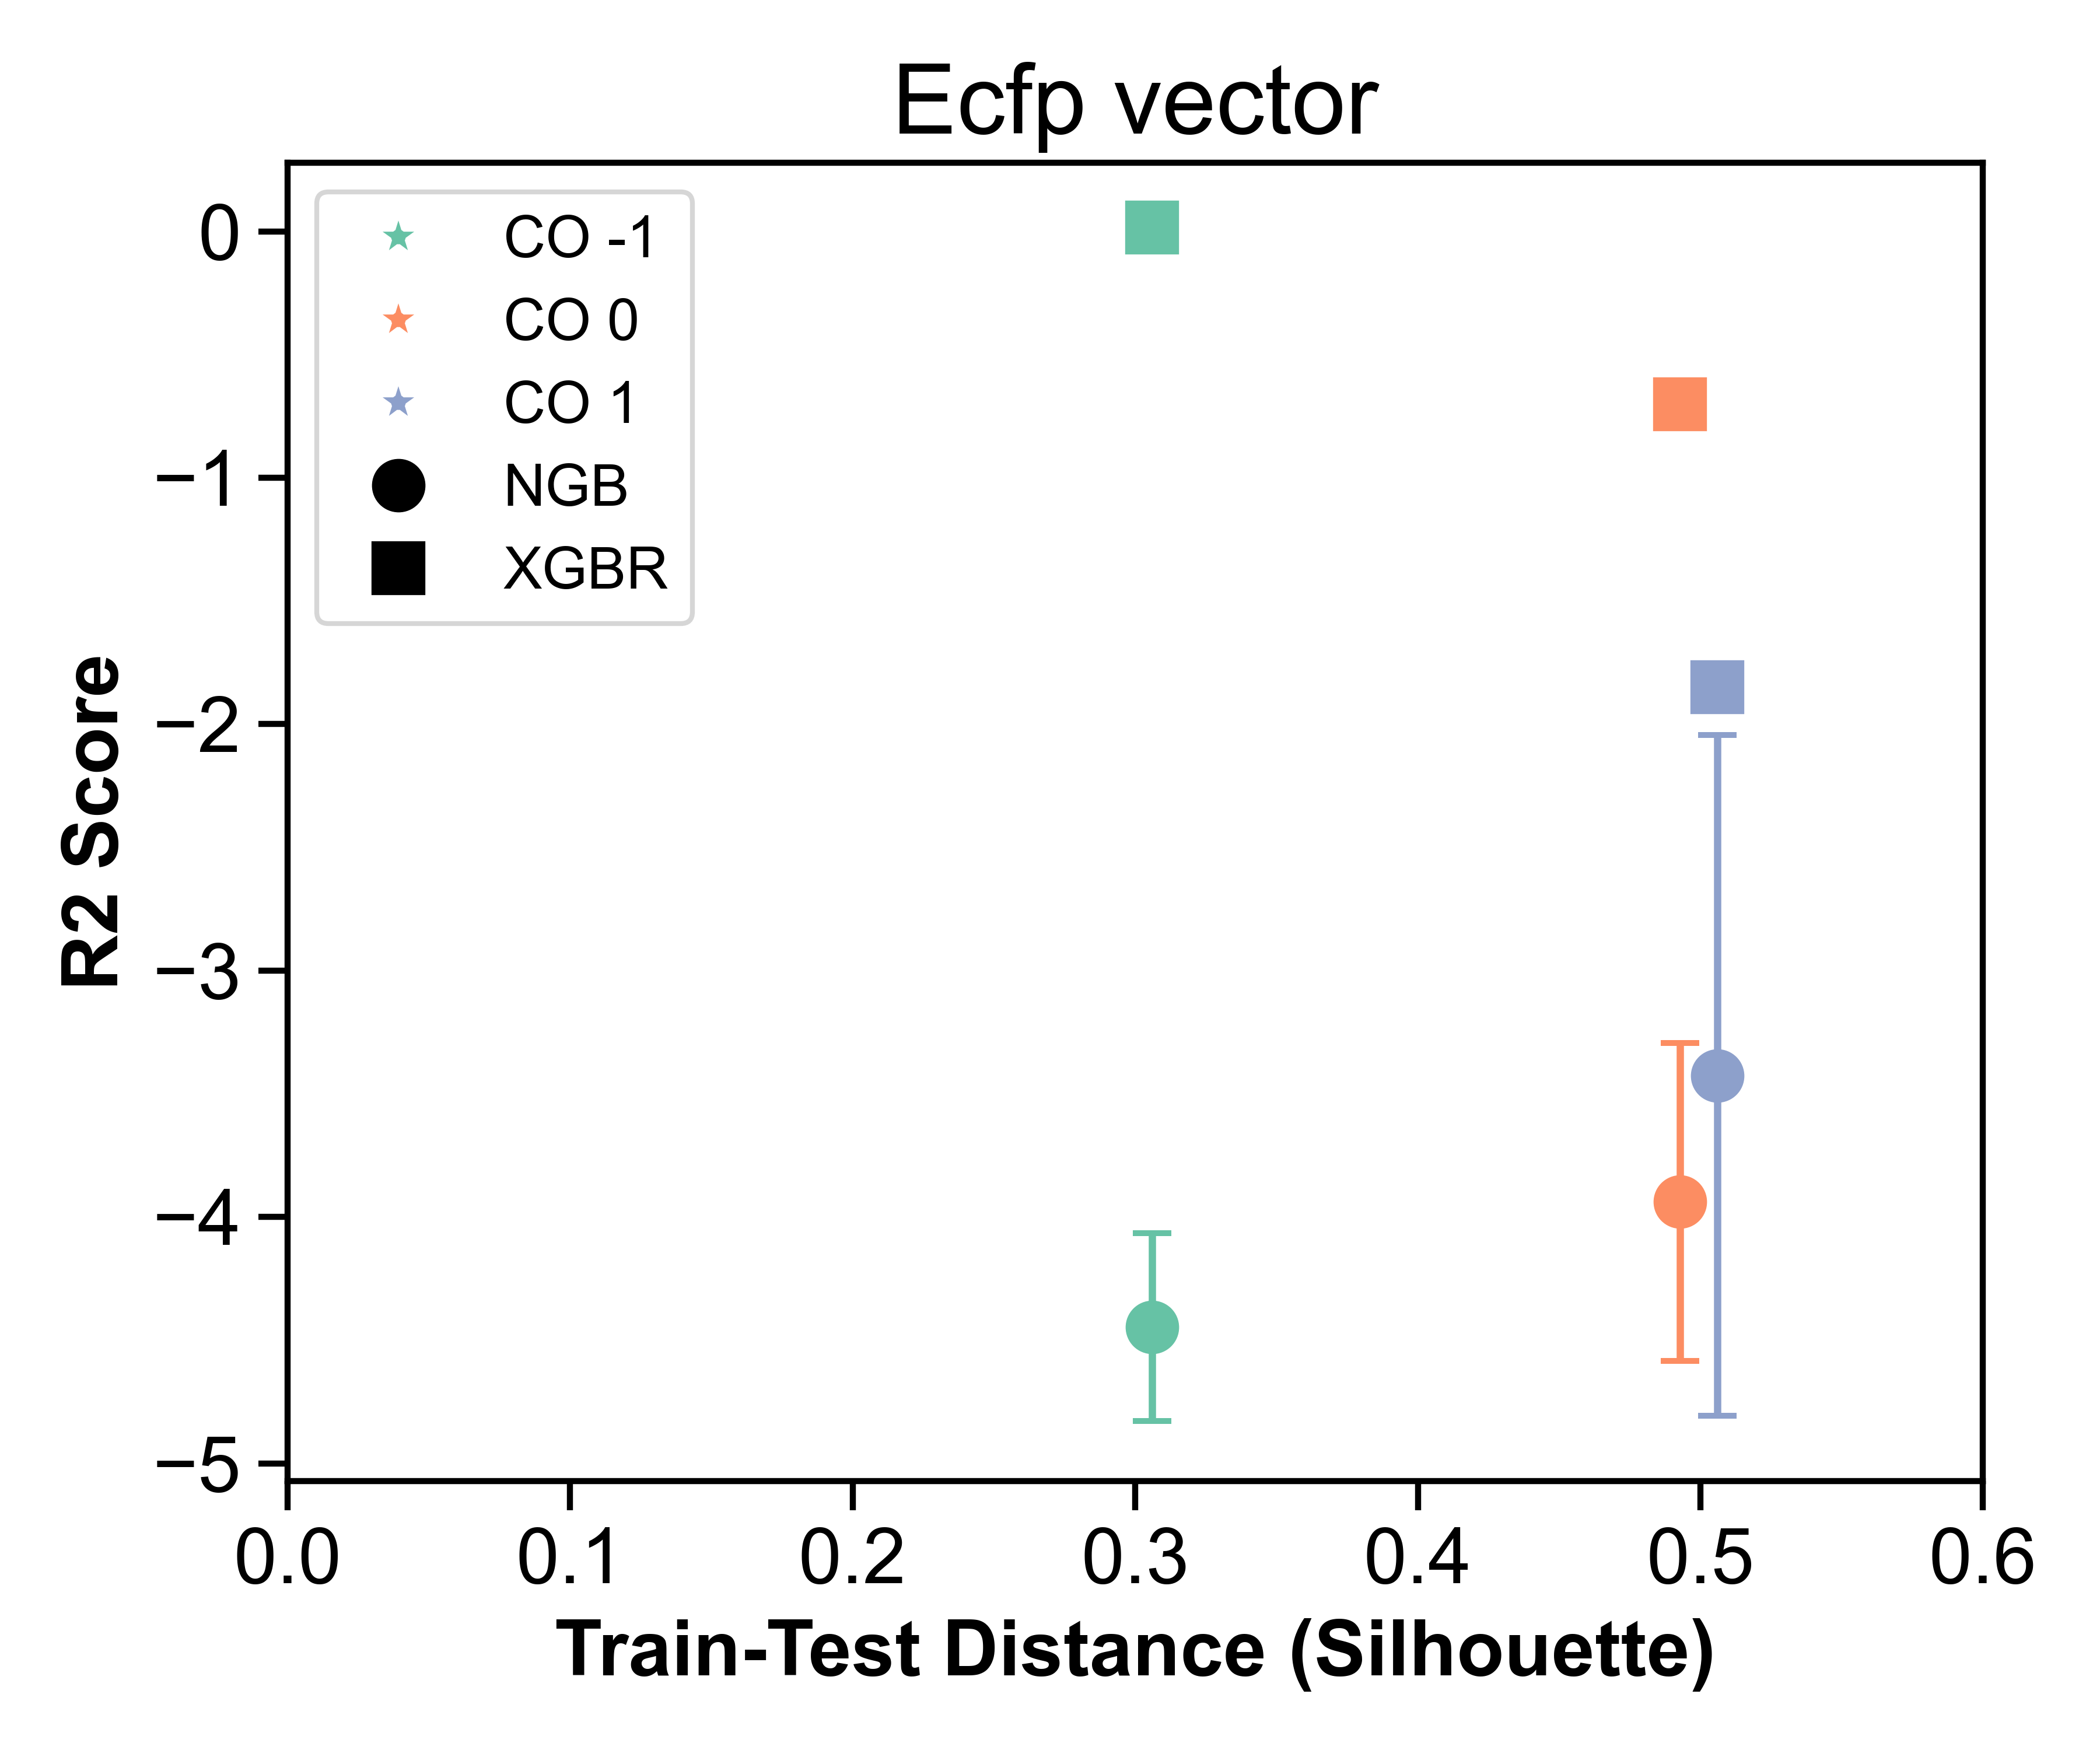 Ecfp vector
CO -1
CO 0
CO 1
NGB
XGBR
R2 Score
0
−1
−2
−3
−4
−5
0.0 0.1 0.2 0.3 0.4 0.5 0.6
Train-Test Distance (Silhouette)